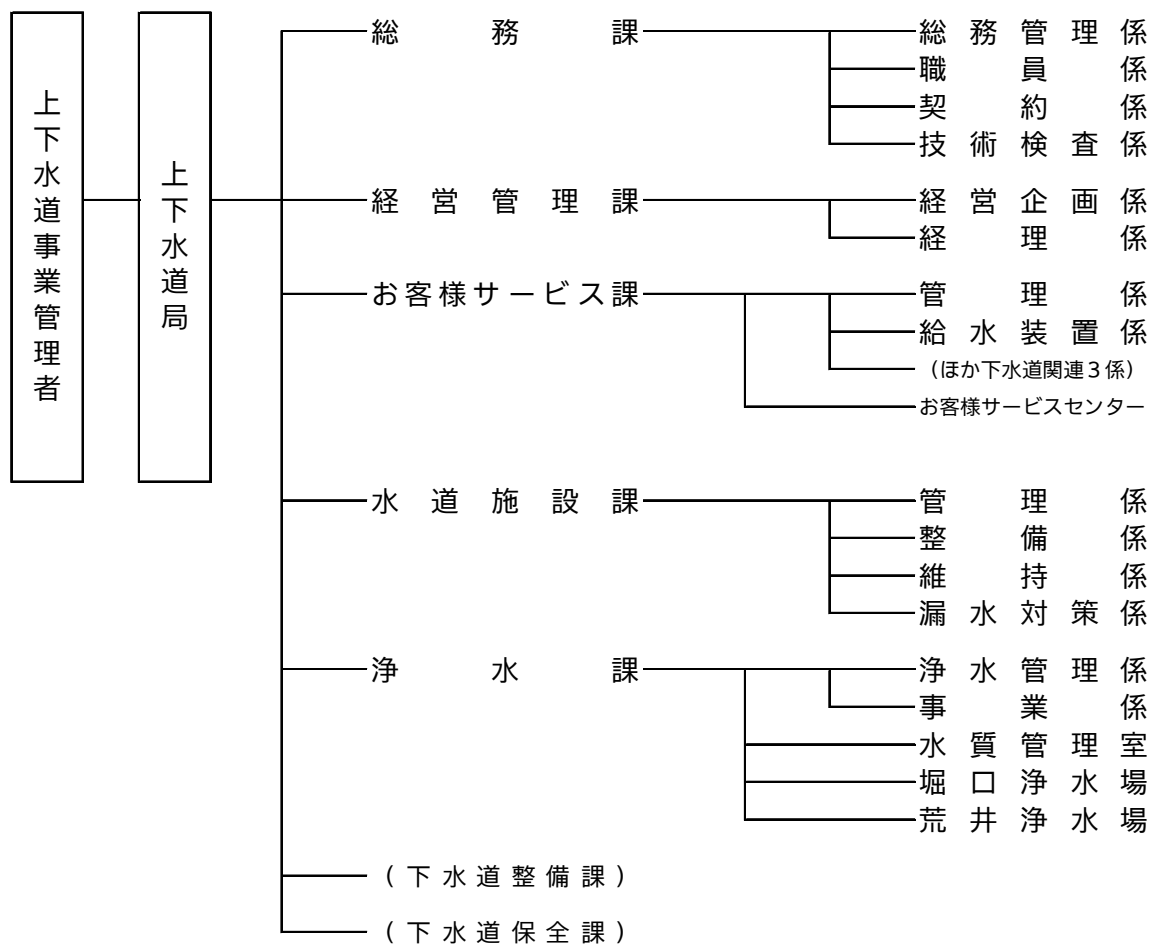 上下水道事業管理者
上下水道局
総務課
総務管理係
職員係
契約係
技術検査係
経営管理課
経営企画係
経理係
お客様サービス課
管理係
給水装置係
（ほか下水道関連３係）
お客様サービスセンター
水道施設課
管理係
整備係
維持係
漏水対策係
浄水課
浄水管理係
事業係
水質管理室
堀口浄水場
荒井浄水場
（下水道整備課）
（下水道保全課）